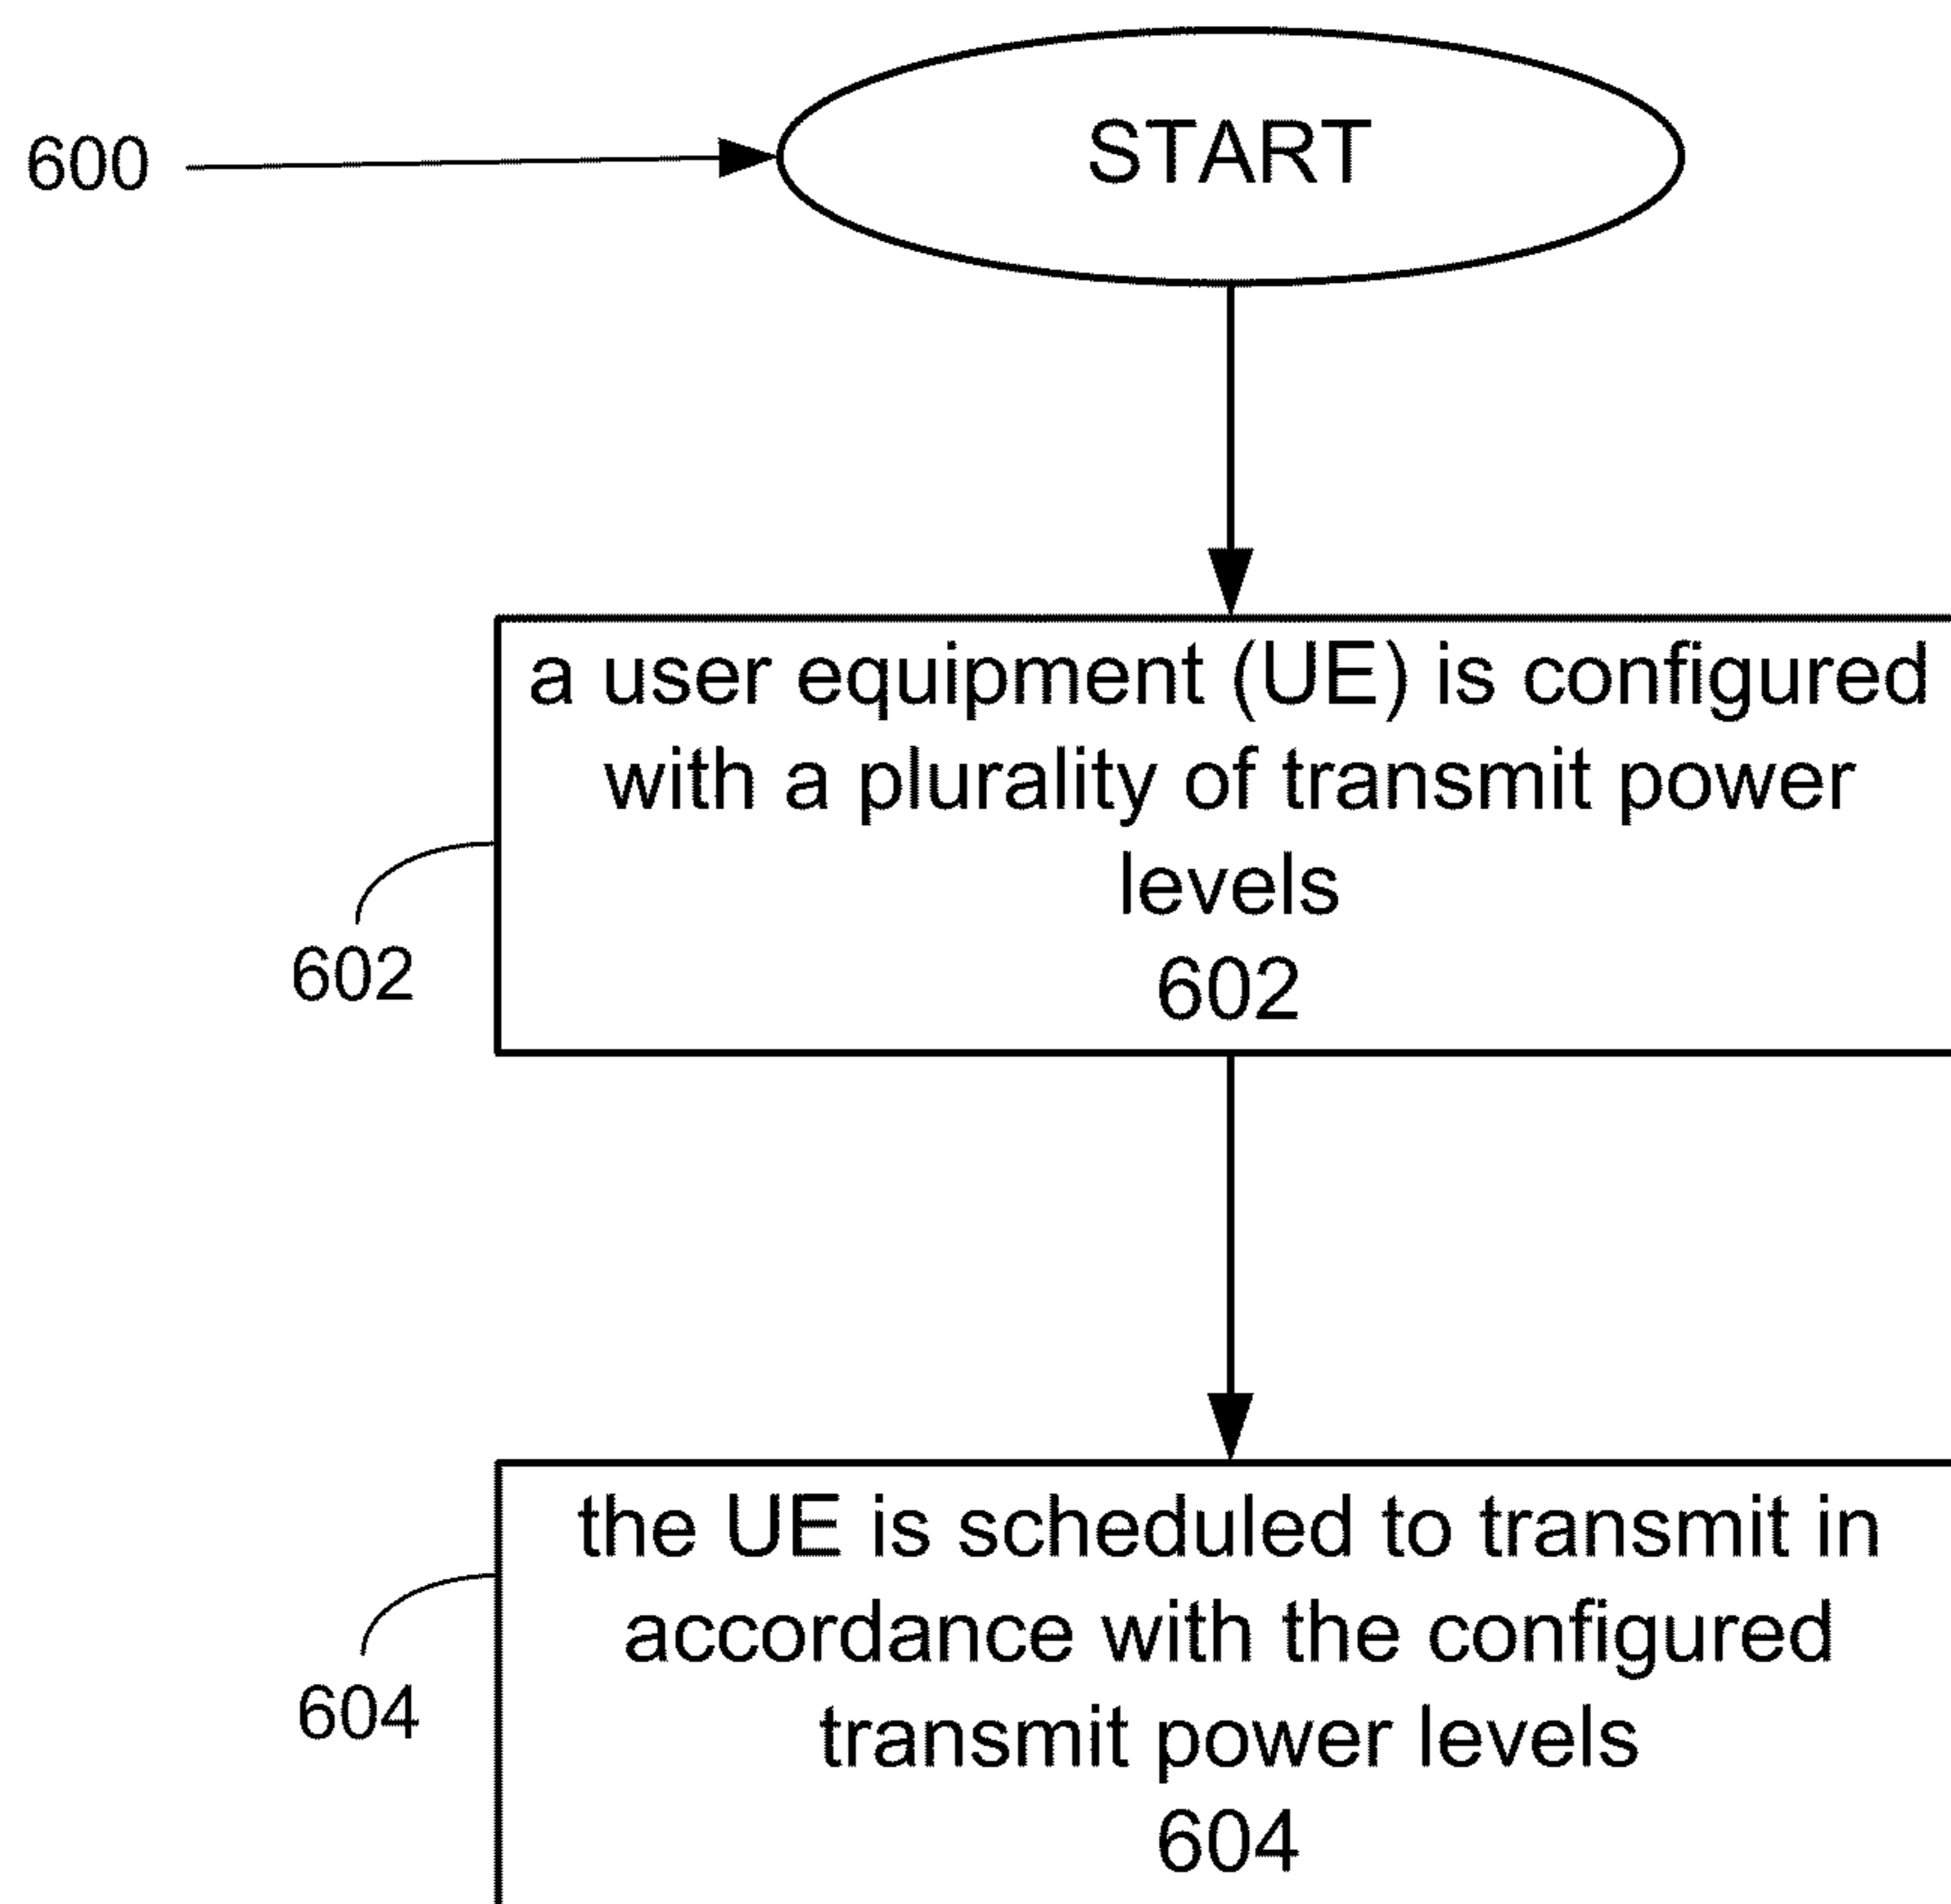 600
START
a user equipment (UE) is configured
with a plurality of transmit power
levels
602
602
the UE is scheduled to transmit in
accordance with the configured
transmit power levels
604
604